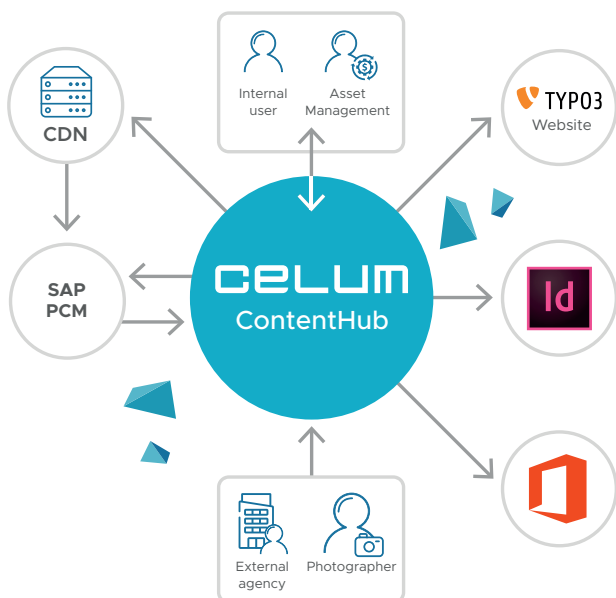 Internal
user
Asset
Management
CDN
TYPO3
Website
SAP
PCM
CELUM
ContentHub
Id
External
agency
Photographer